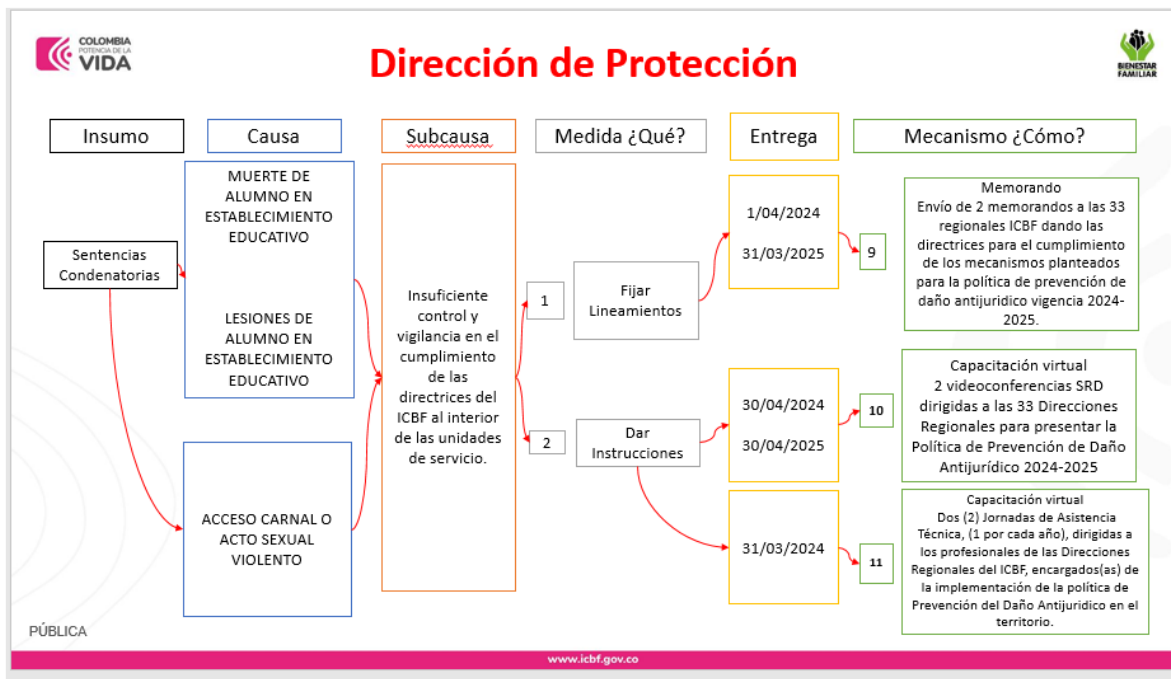 COLOMBIA
POTENCIA DE LA
VIDA
Dirección de Protección
BIENESTAR
FAMILIAR
Insumo
Causa
Subcausa
Medida ¿Qué?
Entrega
Mecanismo ¿Cómo?
Sentencias
Condenatorias
MUERTE DE
ALUMNO EN
ESTABLECIMIENTO
EDUCATIVO
LESIONES DE
ALUMNO EN
ESTABLECIMIENTO
EDUCATIVO
ACCESO CARNAL O
ACTO SEXUAL
VIOLENTO
Insuficiente
control y
vigilancia en el
cumplimiento
de las
directrices del
ICBF al interior
de las unidades
de servicio.
1
Fijar
Lineamientos
1/04/2024
31/03/2025
9
Memorando
Envío de 2 memorandos a las 33
regionales ICBF dando las
directrices para el cumplimiento
de los mecanismos planteados
para la política de prevención de
daño antijuridico vigencia 2024-
2025.
2
Dar
Instrucciones
30/04/2024
30/04/2025
10
Capacitación virtual
2 videoconferencias SRD
dirigidas a las 33 Direcciones
Regionales para presentar la
Política de Prevención de Daño
Antijurídico 2024-2025
31/03/2024
11
Capacitación virtual
Dos (2) Jornadas de Asistencia
Técnica, (1 por cada año), dirigidas a
los profesionales de las Direcciones
Regionales del ICBF, encargados(as) de
la implementación de la política de
Prevención del Daño Antijuridico en el
territorio.
PÚBLICA
www.icbf.gov.co